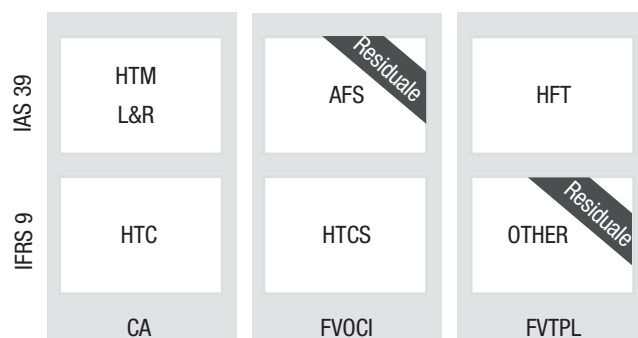 IAS 39
HTM
L&R
AFS
Residuale
HFT
IFRS 9
HTC
HTCS
OTHER
Residuale
CA
FVOCI
FVTPL